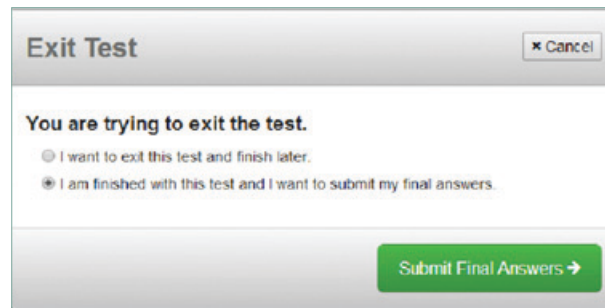 Exit Test
✖ Cancel
You are trying to exit the test.
I want to exit this test and finish later.
I am finished with this test and I want to submit my final answers.
Submit Final Answers →